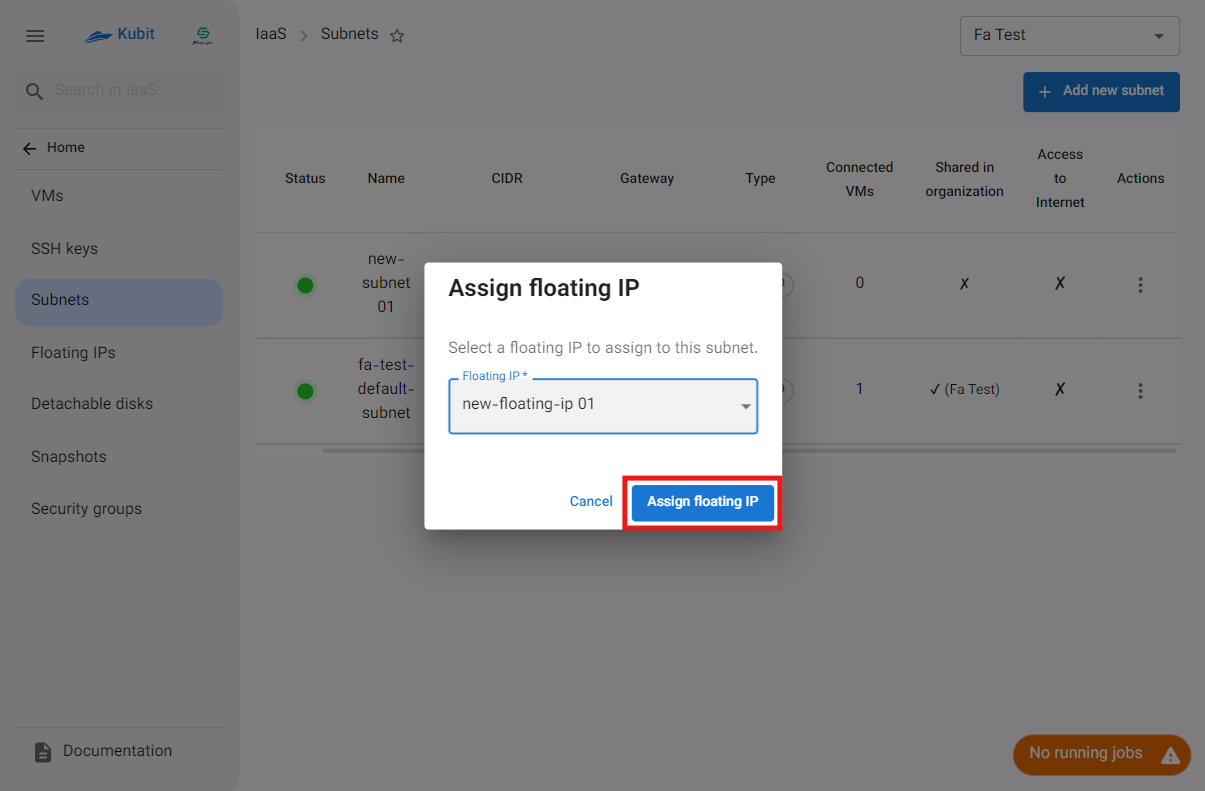 Kubit
IaaS
Subnets
Fa Test
Search in IaaS
Add new subnet
Home
VMs
SSH keys
Subnets
Floating IPs
Detachable disks
Snapshots
Security groups
Documentation
Status
Name
CIDR
Gateway
Type
Connected
VMs
Shared in
organization
Access
to
Internet
Actions
new-
subnet
01
0
✗
✗
fa-test-
default-
subnet
1
✓ (Fa Test)
✗
Assign floating IP
Select a floating IP to assign to this subnet.
Floating IP *
new-floating-ip 01
Cancel
Assign floating IP
No running jobs